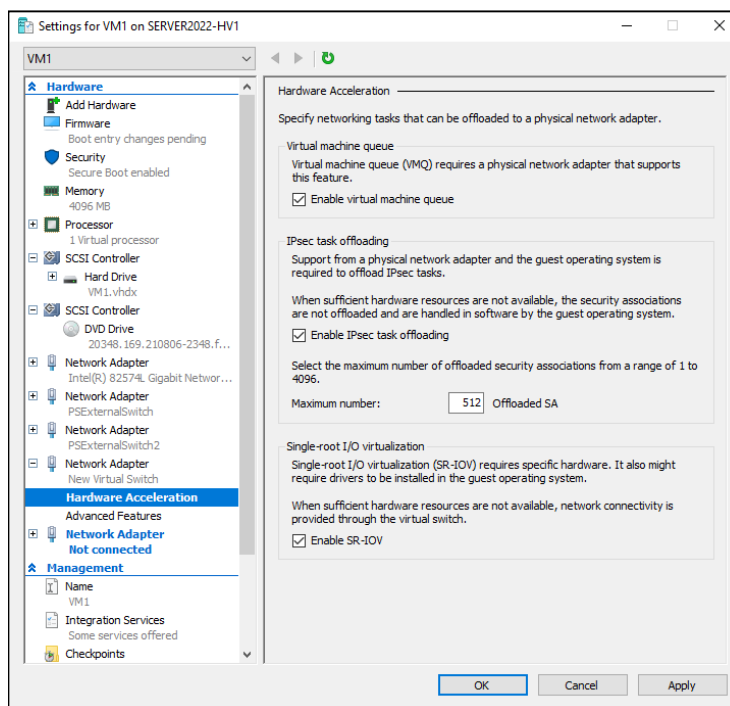 Settings for VM1 on SERVER2022-HV1
VM1
Hardware
Add Hardware
Firmware
Boot entry changes pending
Security
Secure Boot enabled
Memory
4096 MB
Processor
1 Virtual processor
SCSI Controller
Hard Drive
VM1.vhdx
SCSI Controller
DVD Drive
20348.169.210806-2348.f...
Network Adapter
Intel(R) 82574L Gigabit Networ...
Network Adapter
PSExternalSwitch
Network Adapter
PSExternalSwitch2
Network Adapter
New Virtual Switch
Hardware Acceleration
Advanced Features
Network Adapter
Not connected
Management
Name
VM1
Integration Services
Some services offered
Checkpoints
Hardware Acceleration
Specify networking tasks that can be offloaded to a physical network adapter.
Virtual machine queue
Virtual machine queue (VMQ) requires a physical network adapter that supports
this feature.
Enable virtual machine queue
IPsec task offloading
Support from a physical network adapter and the guest operating system is
required to offload IPsec tasks.
When sufficient hardware resources are not available, the security associations
are not offloaded and are handled in software by the guest operating system.
Enable IPsec task offloading
Select the maximum number of offloaded security associations from a range of 1 to
4096.
Maximum number: 512 Offloaded SA
Single-root I/O virtualization
Single-root I/O virtualization (SR-IOV) requires specific hardware. It also might
require drivers to be installed in the guest operating system.
When sufficient hardware resources are not available, network connectivity is
provided through the virtual switch.
Enable SR-IOV
OK Cancel Apply